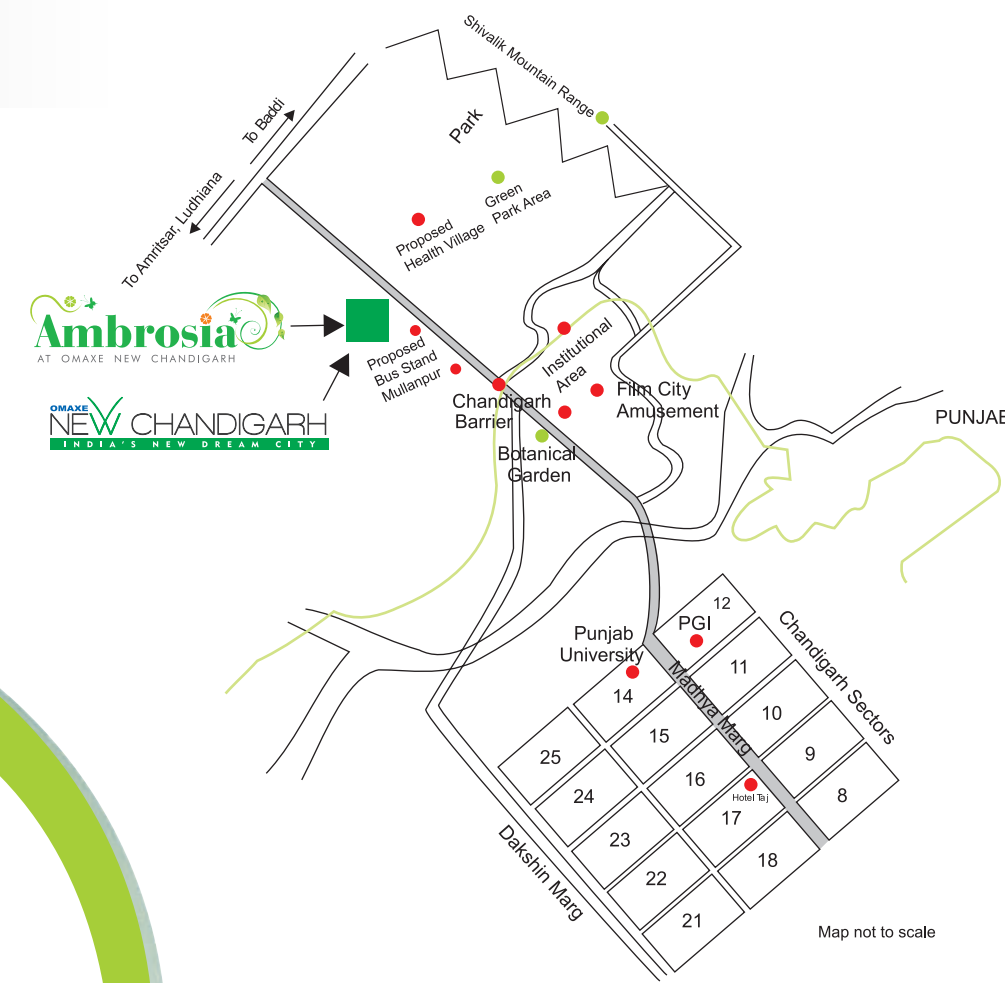 Shivalik Mountain Range
To Baddi
Park
To Amritsar, Ludhiana
Green
Park Area
Proposed
Health Village
Ambrosia
AT OMAXE NEW CHANDIGARH
Proposed
Bus Stand
Mullanpur
Institutional
Area
Film City
Amusement
Chandigarh
Barrier
OMAXE
NEW CHANDIGARH
INDIA'S NEW DREAM CITY
PUNJAB
Botanical
Garden
12
PGI
Chandigarh Sectors
Punjab
University
11
Madhya Marg
14
10
15
9
25
16
8
24
Hotel Taj
17
23
18
22
Dakshin Marg
21
Map not to scale